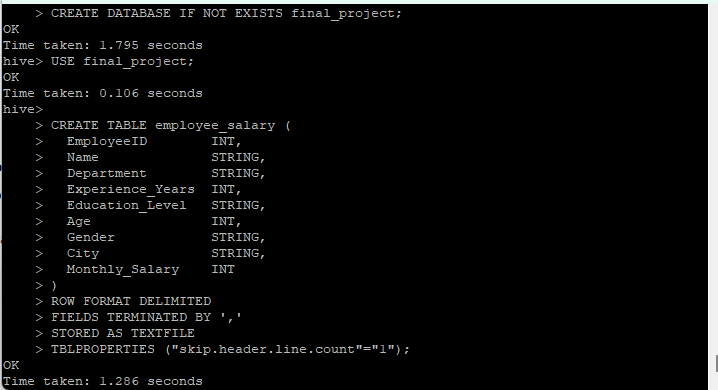 > CREATE DATABASE IF NOT EXISTS final_project;
OK
Time taken: 1.795 seconds
hive> USE final_project;
OK
Time taken: 0.106 seconds
hive>
    > CREATE TABLE employee_salary (
    >   EmployeeID        INT,
    >   Name              STRING,
    >   Department        STRING,
    >   Experience_Years  INT,
    >   Education_Level   STRING,
    >   Age               INT,
    >   Gender            STRING,
    >   City              STRING,
    >   Monthly_Salary    INT
    > )
    > ROW FORMAT DELIMITED
    > FIELDS TERMINATED BY ','
    > STORED AS TEXTFILE
    > TBLPROPERTIES ("skip.header.line.count"="1");
OK
Time taken: 1.286 seconds